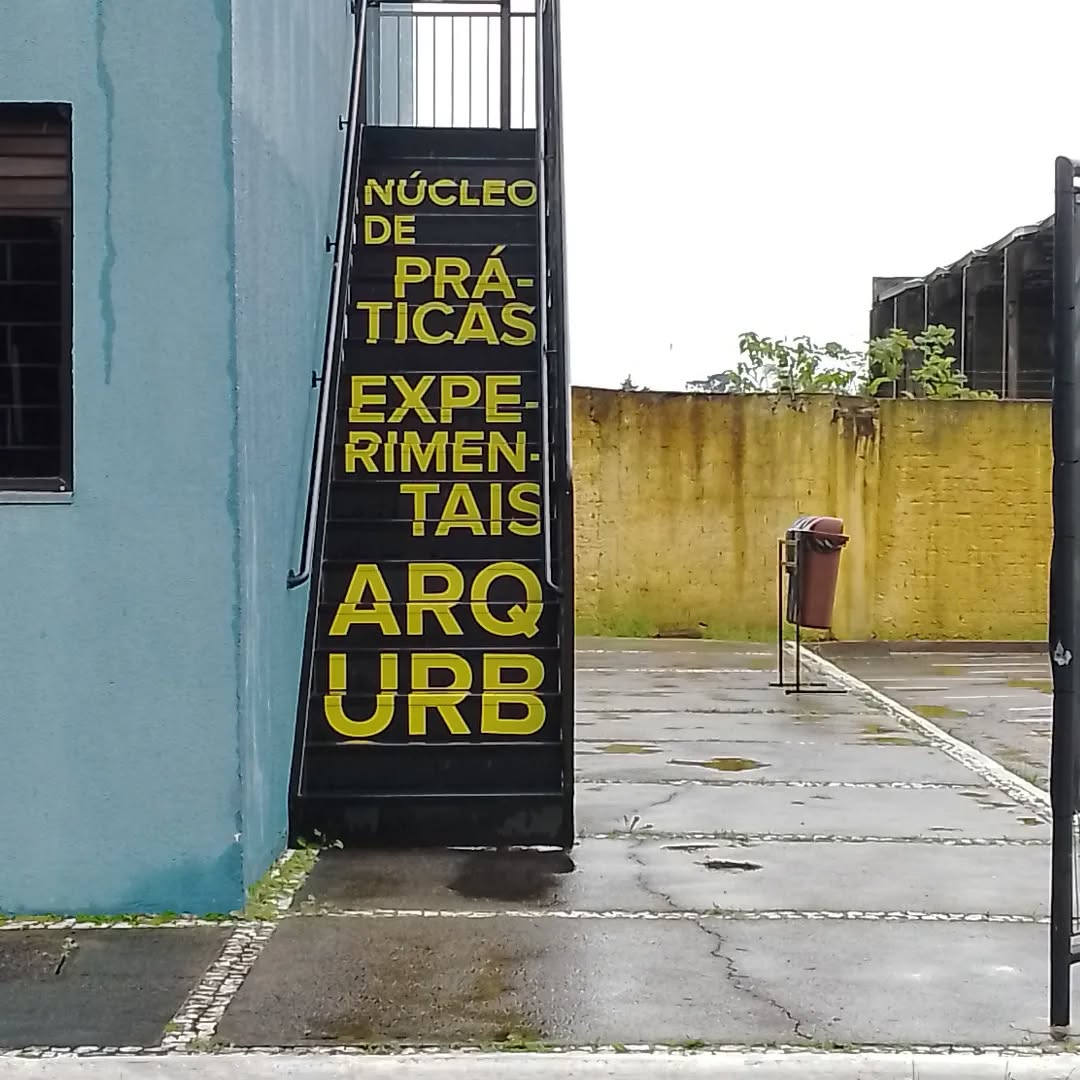 NÚCLEO
DE
PRÁ-
TICAS
EXPE-
RIMEN-
TAIS
ARQ
URB